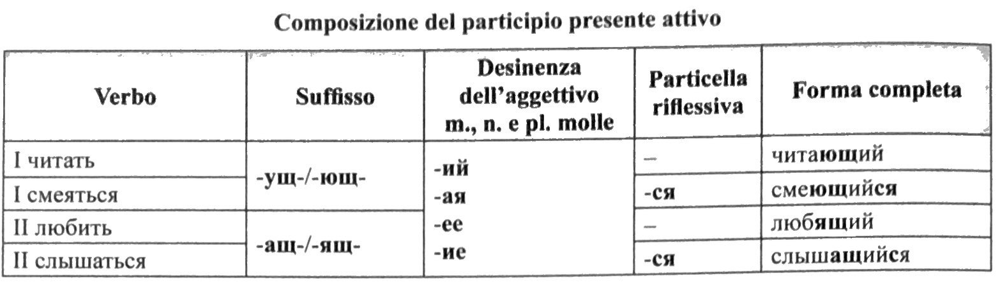 Composizione del participio presente attivo
Verbo
Suffisso
Desinenza
dell'aggettivo
m., n. e pl. molle
Particella
riflessiva
Forma completa
I читать
-ущ-/-ющ-
-ий
–
читающий
I смеяться
-ая
-ся
смеющийся
II любить
-ащ-/-ящ-
-ее
–
любящий
II слышаться
-ие
-ся
слышащийся